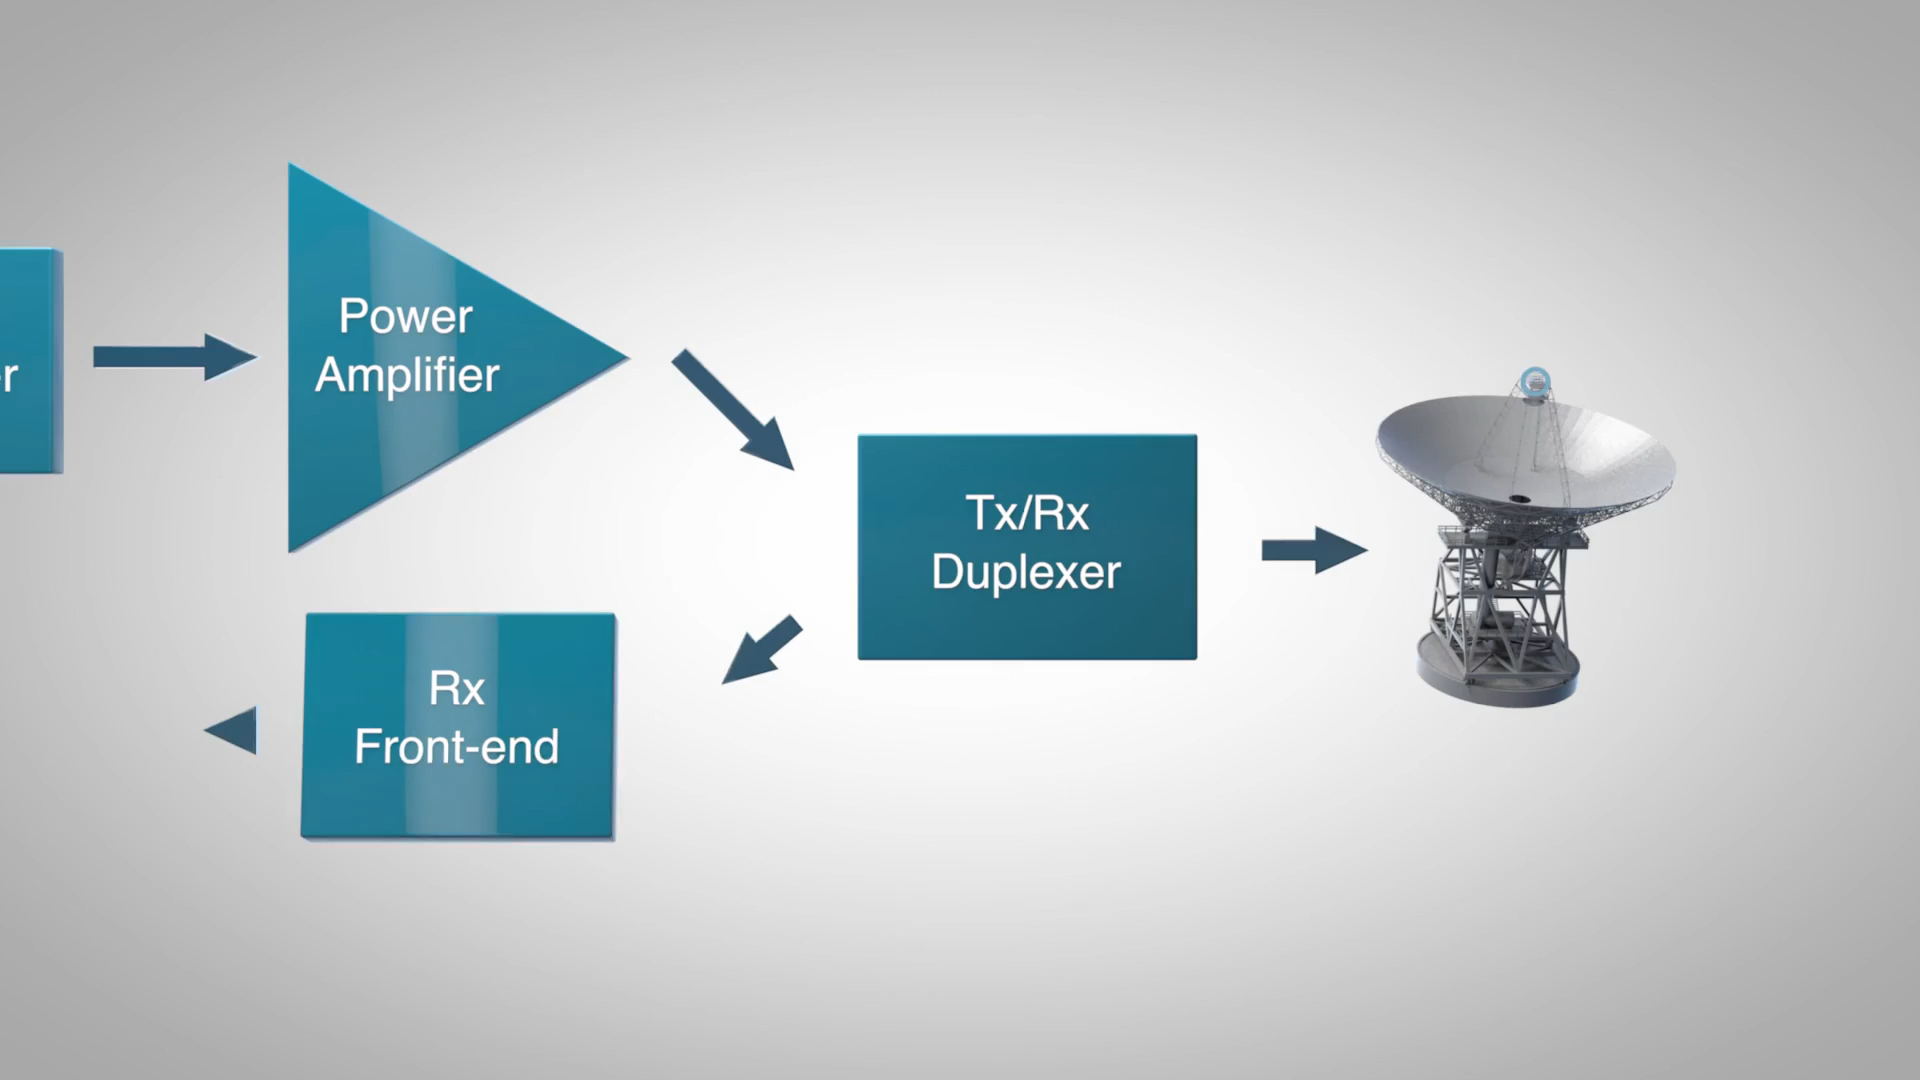 Power
Amplifier
Tx/Rx
Duplexer
Rx
Front-end